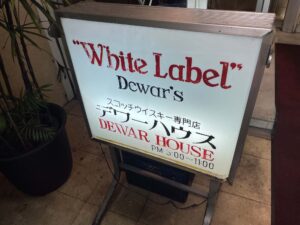 "White Label"
Dewar's
スコッチウイスキー専門店
デワーハウス
DEWAR HOUSE
PM 5:00〜11:00